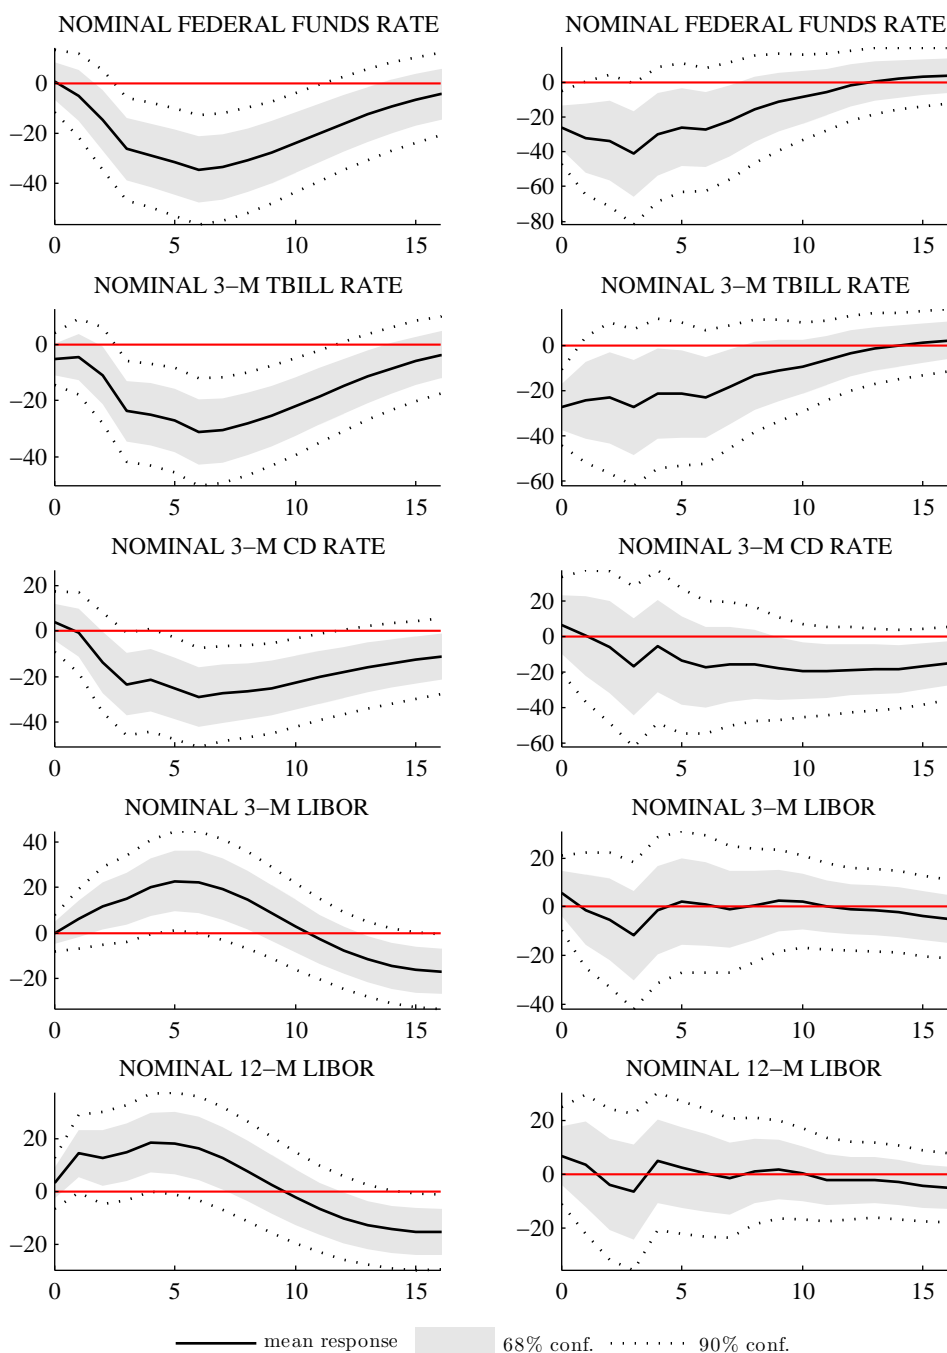 NOMINAL FEDERAL FUNDS RATE
0
−20
−40
0 5 10 15
NOMINAL FEDERAL FUNDS RATE
0
−20
−40
−60
−80
0 5 10 15
NOMINAL 3−M TBILL RATE
0
−20
−40
0 5 10 15
NOMINAL 3−M TBILL RATE
0
−20
−40
−60
0 5 10 15
NOMINAL 3−M CD RATE
20
0
−20
−40
0 5 10 15
NOMINAL 3−M CD RATE
20
0
−20
−40
−60
0 5 10 15
NOMINAL 3−M LIBOR
40
20
0
−20
0 5 10 15
NOMINAL 3−M LIBOR
20
0
−20
−40
0 5 10 15
NOMINAL 12−M LIBOR
20
0
−20
0 5 10 15
NOMINAL 12−M LIBOR
20
0
−20
0 5 10 15
mean response 68% conf. 90% conf.